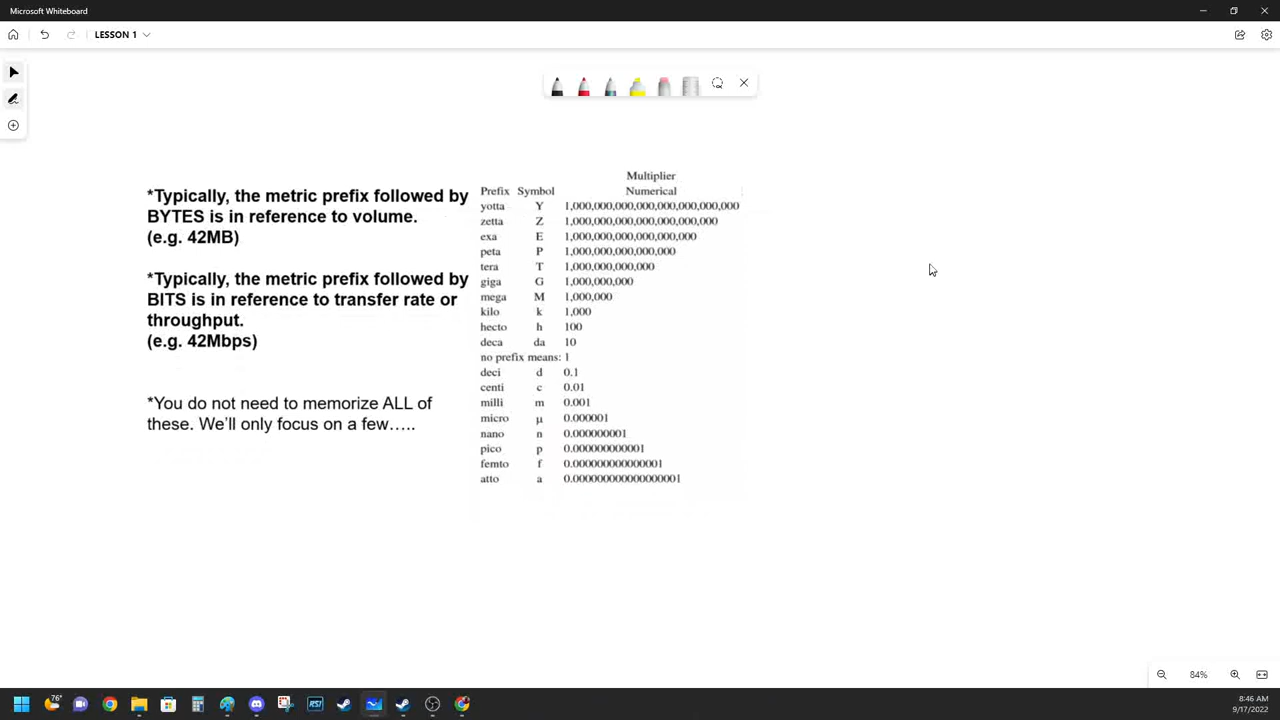 Microsoft Whiteboard
LESSON 1
*Typically, the metric prefix followed by
BYTES is in reference to volume.
(e.g. 42MB)
*Typically, the metric prefix followed by
BITS is in reference to transfer rate or
throughput.
(e.g. 42Mbps)
*You do not need to memorize ALL of
these. We'll only focus on a few…..
Multiplier
Prefix Symbol Numerical
yotta Y 1,000,000,000,000,000,000,000,000
zetta Z 1,000,000,000,000,000,000,000
exa E 1,000,000,000,000,000,000
peta P 1,000,000,000,000,000
tera T 1,000,000,000,000
giga G 1,000,000,000
mega M 1,000,000
kilo k 1,000
hecto h 100
deca da 10
no prefix means: 1
deci d 0.1
centi c 0.01
milli m 0.001
micro µ 0.000001
nano n 0.000000001
pico p 0.000000000001
femto f 0.000000000000001
atto a 0.000000000000000001
84%
76°
RSI
8:46 AM
9/17/2022